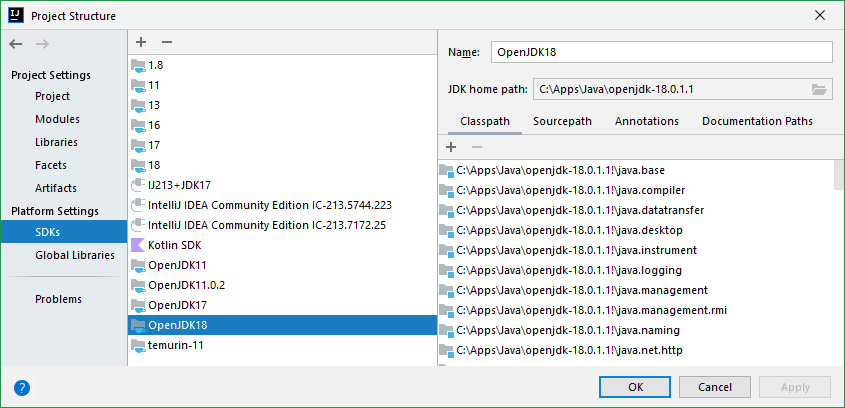 Project Structure
Project Settings
Project
Modules
Libraries
Facets
Artifacts
Platform Settings
SDKs
Global Libraries
Problems
1.8
11
13
16
17
18
IJ213+JDK17
IntelliJ IDEA Community Edition IC-213.5744.223
IntelliJ IDEA Community Edition IC-213.7172.25
Kotlin SDK
OpenJDK11
OpenJDK11.0.2
OpenJDK17
OpenJDK18
temurin-11
Name: OpenJDK18
JDK home path: C:\Apps\Java\openjdk-18.0.1.1
Classpath Sourcepath Annotations Documentation Paths
C:\Apps\Java\openjdk-18.0.1.1!\java.base
C:\Apps\Java\openjdk-18.0.1.1!\java.compiler
C:\Apps\Java\openjdk-18.0.1.1!\java.datatransfer
C:\Apps\Java\openjdk-18.0.1.1!\java.desktop
C:\Apps\Java\openjdk-18.0.1.1!\java.instrument
C:\Apps\Java\openjdk-18.0.1.1!\java.logging
C:\Apps\Java\openjdk-18.0.1.1!\java.management
C:\Apps\Java\openjdk-18.0.1.1!\java.management.rmi
C:\Apps\Java\openjdk-18.0.1.1!\java.naming
C:\Apps\Java\openjdk-18.0.1.1!\java.net.http
? OK Cancel Apply